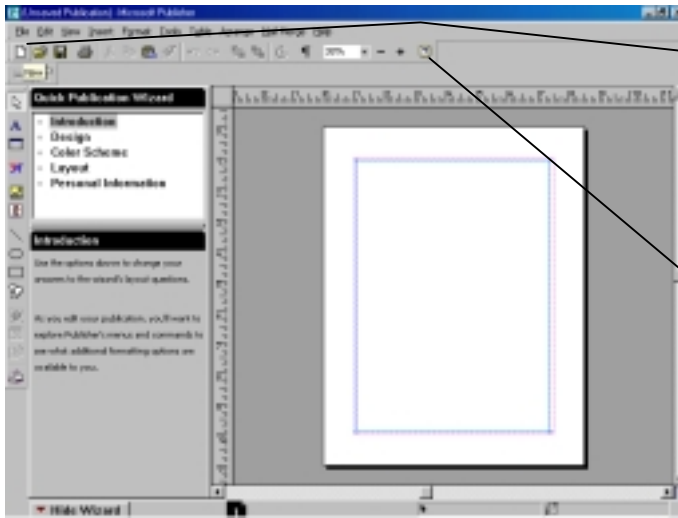 [Unsaved Publication] - Microsoft Publisher
File Edit View Insert Format Tools Table Arrange Mail Merge Help
Quick Publication Wizard
Introduction
Design
Color Scheme
Layout
Personal Information
Introduction
Use the options above to change your
answers to the wizard's layout questions.
As you edit your publication, you'll want to
explore Publisher's menus and commands to
see what additional formatting options are
available to you.
Hide Wizard